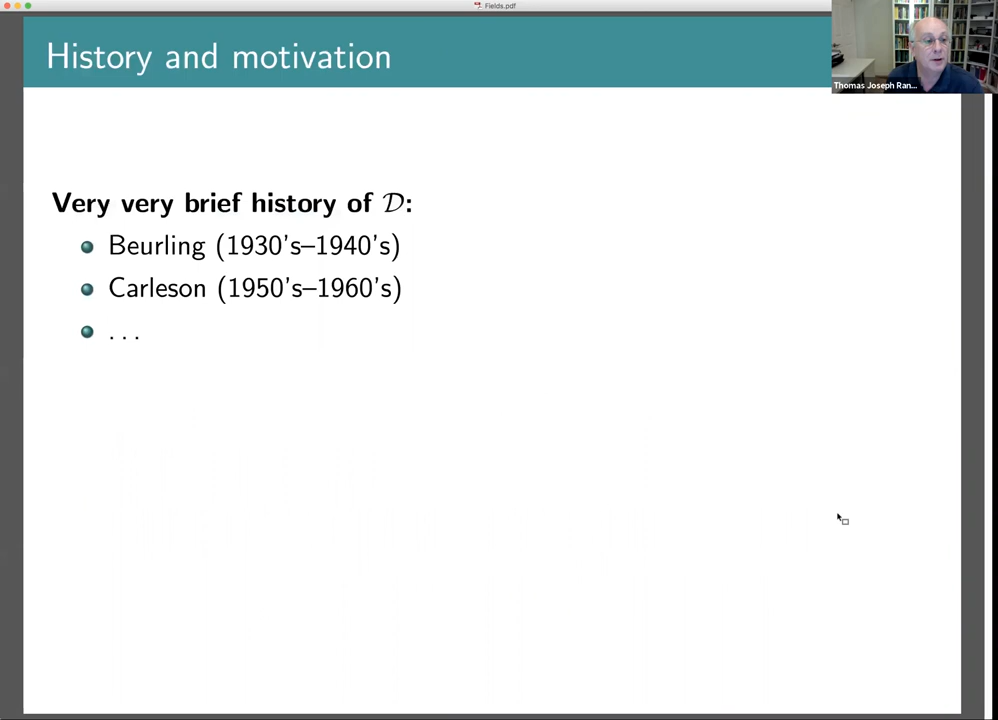 Fields.pdf
History and motivation
Thomas Joseph Ran...
Very very brief history of 𝒟:
Beurling (1930's–1940's)
Carleson (1950's–1960's)
...